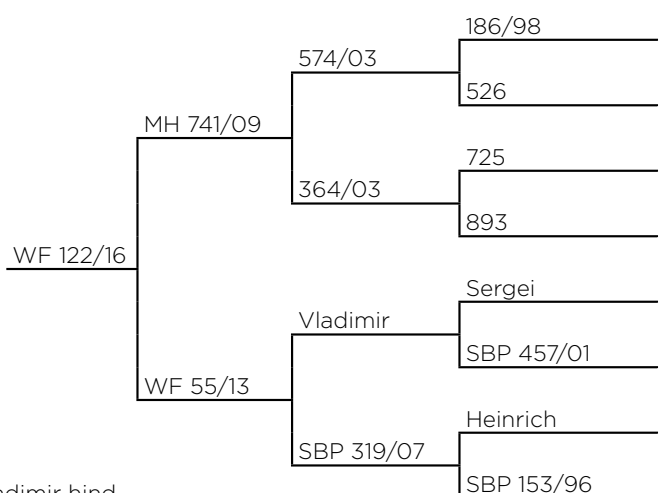 186/98
574/03
526
MH 741/09
725
364/03
893
WF 122/16
Sergei
Vladimir
SBP 457/01
WF 55/13
Heinrich
SBP 319/07
SBP 153/96
hind